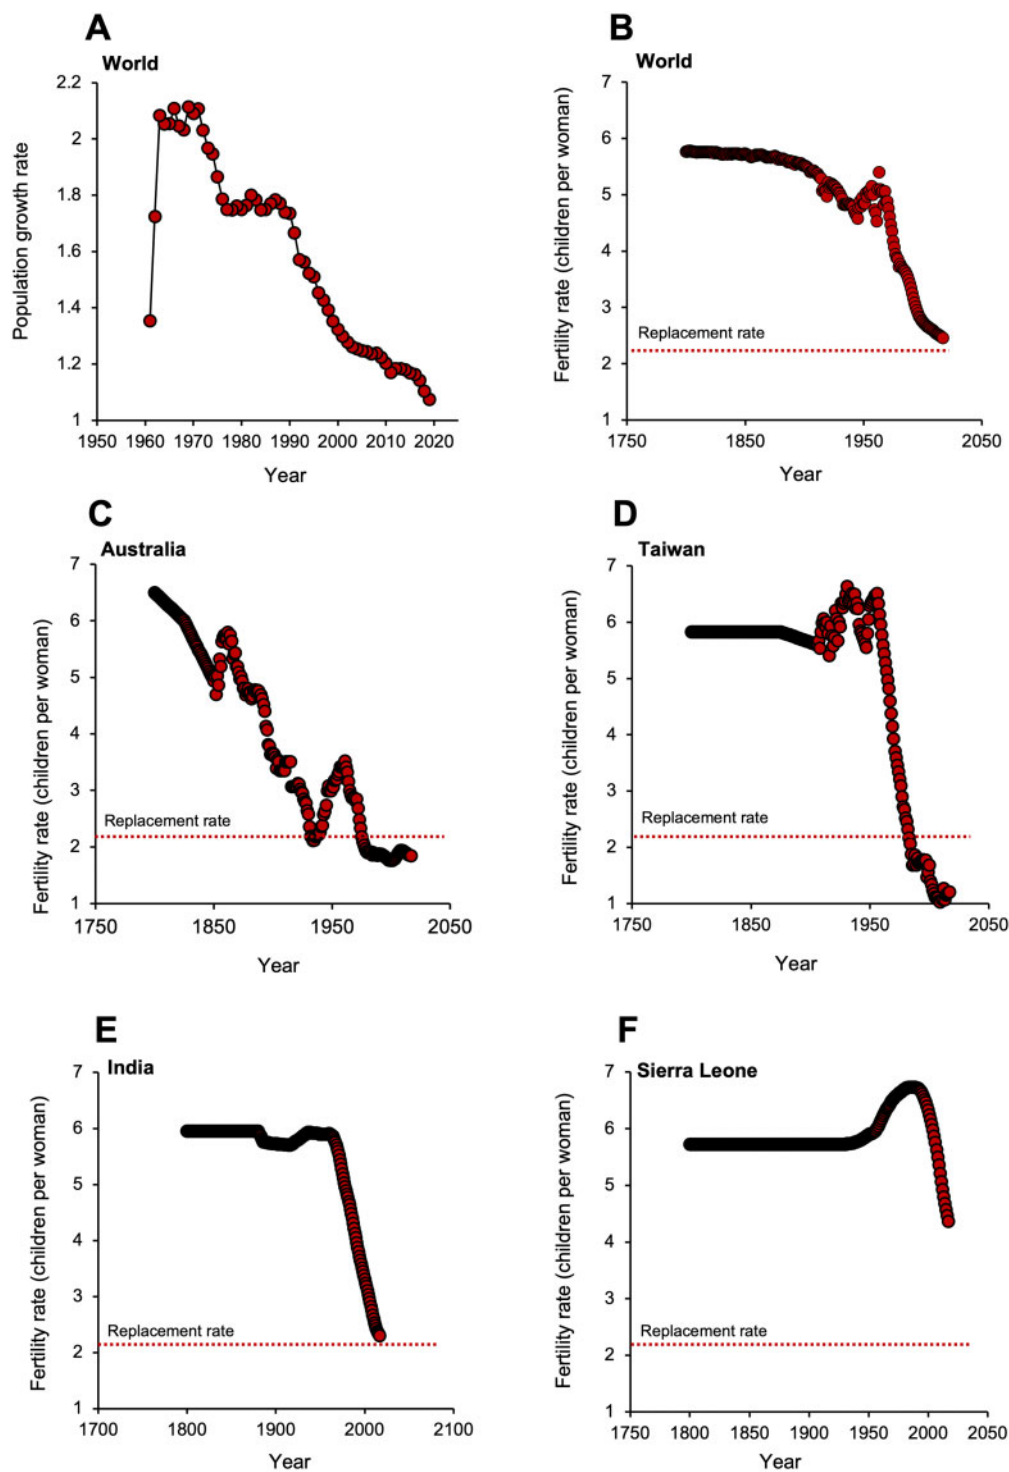 A
World
Population growth rate
2.2
2
1.8
1.6
1.4
1.2
1
1950 1960 1970 1980 1990 2000 2010 2020
Year
B
World
Fertility rate (children per woman)
7
6
5
4
3
2
1
Replacement rate
1750 1850 1950 2050
Year
C
Australia
Fertility rate (children per woman)
7
6
5
4
3
2
1
Replacement rate
1750 1850 1950 2050
Year
D
Taiwan
Fertility rate (children per woman)
7
6
5
4
3
2
1
Replacement rate
1750 1850 1950 2050
Year
E
India
Fertility rate (children per woman)
7
6
5
4
3
2
1
Replacement rate
1700 1800 1900 2000 2100
Year
F
Sierra Leone
Fertility rate (children per woman)
7
6
5
4
3
2
1
Replacement rate
1750 1800 1850 1900 1950 2000 2050
Year